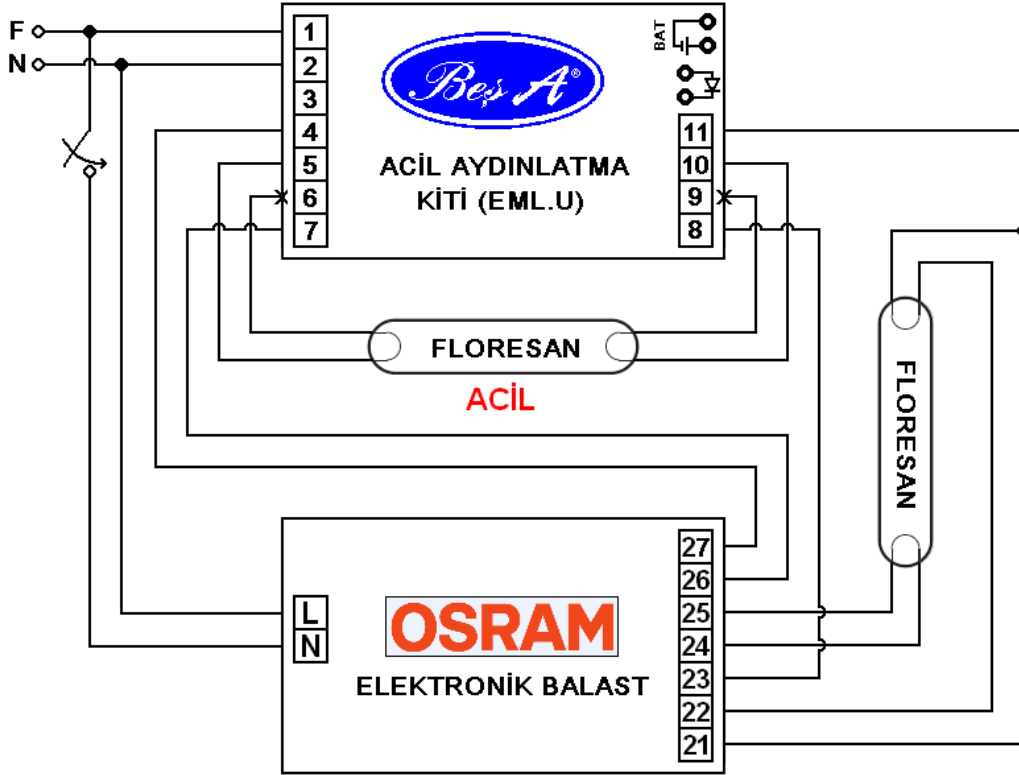 F
N
1
2
3
4
5
6
7
Beş A®
ACİL AYDINLATMA
KİTİ (EML.U)
BAT
11
10
9
8
FLORESAN
ACİL
FLORESAN
L
N
OSRAM
ELEKTRONİK BALAST
27
26
25
24
23
22
21